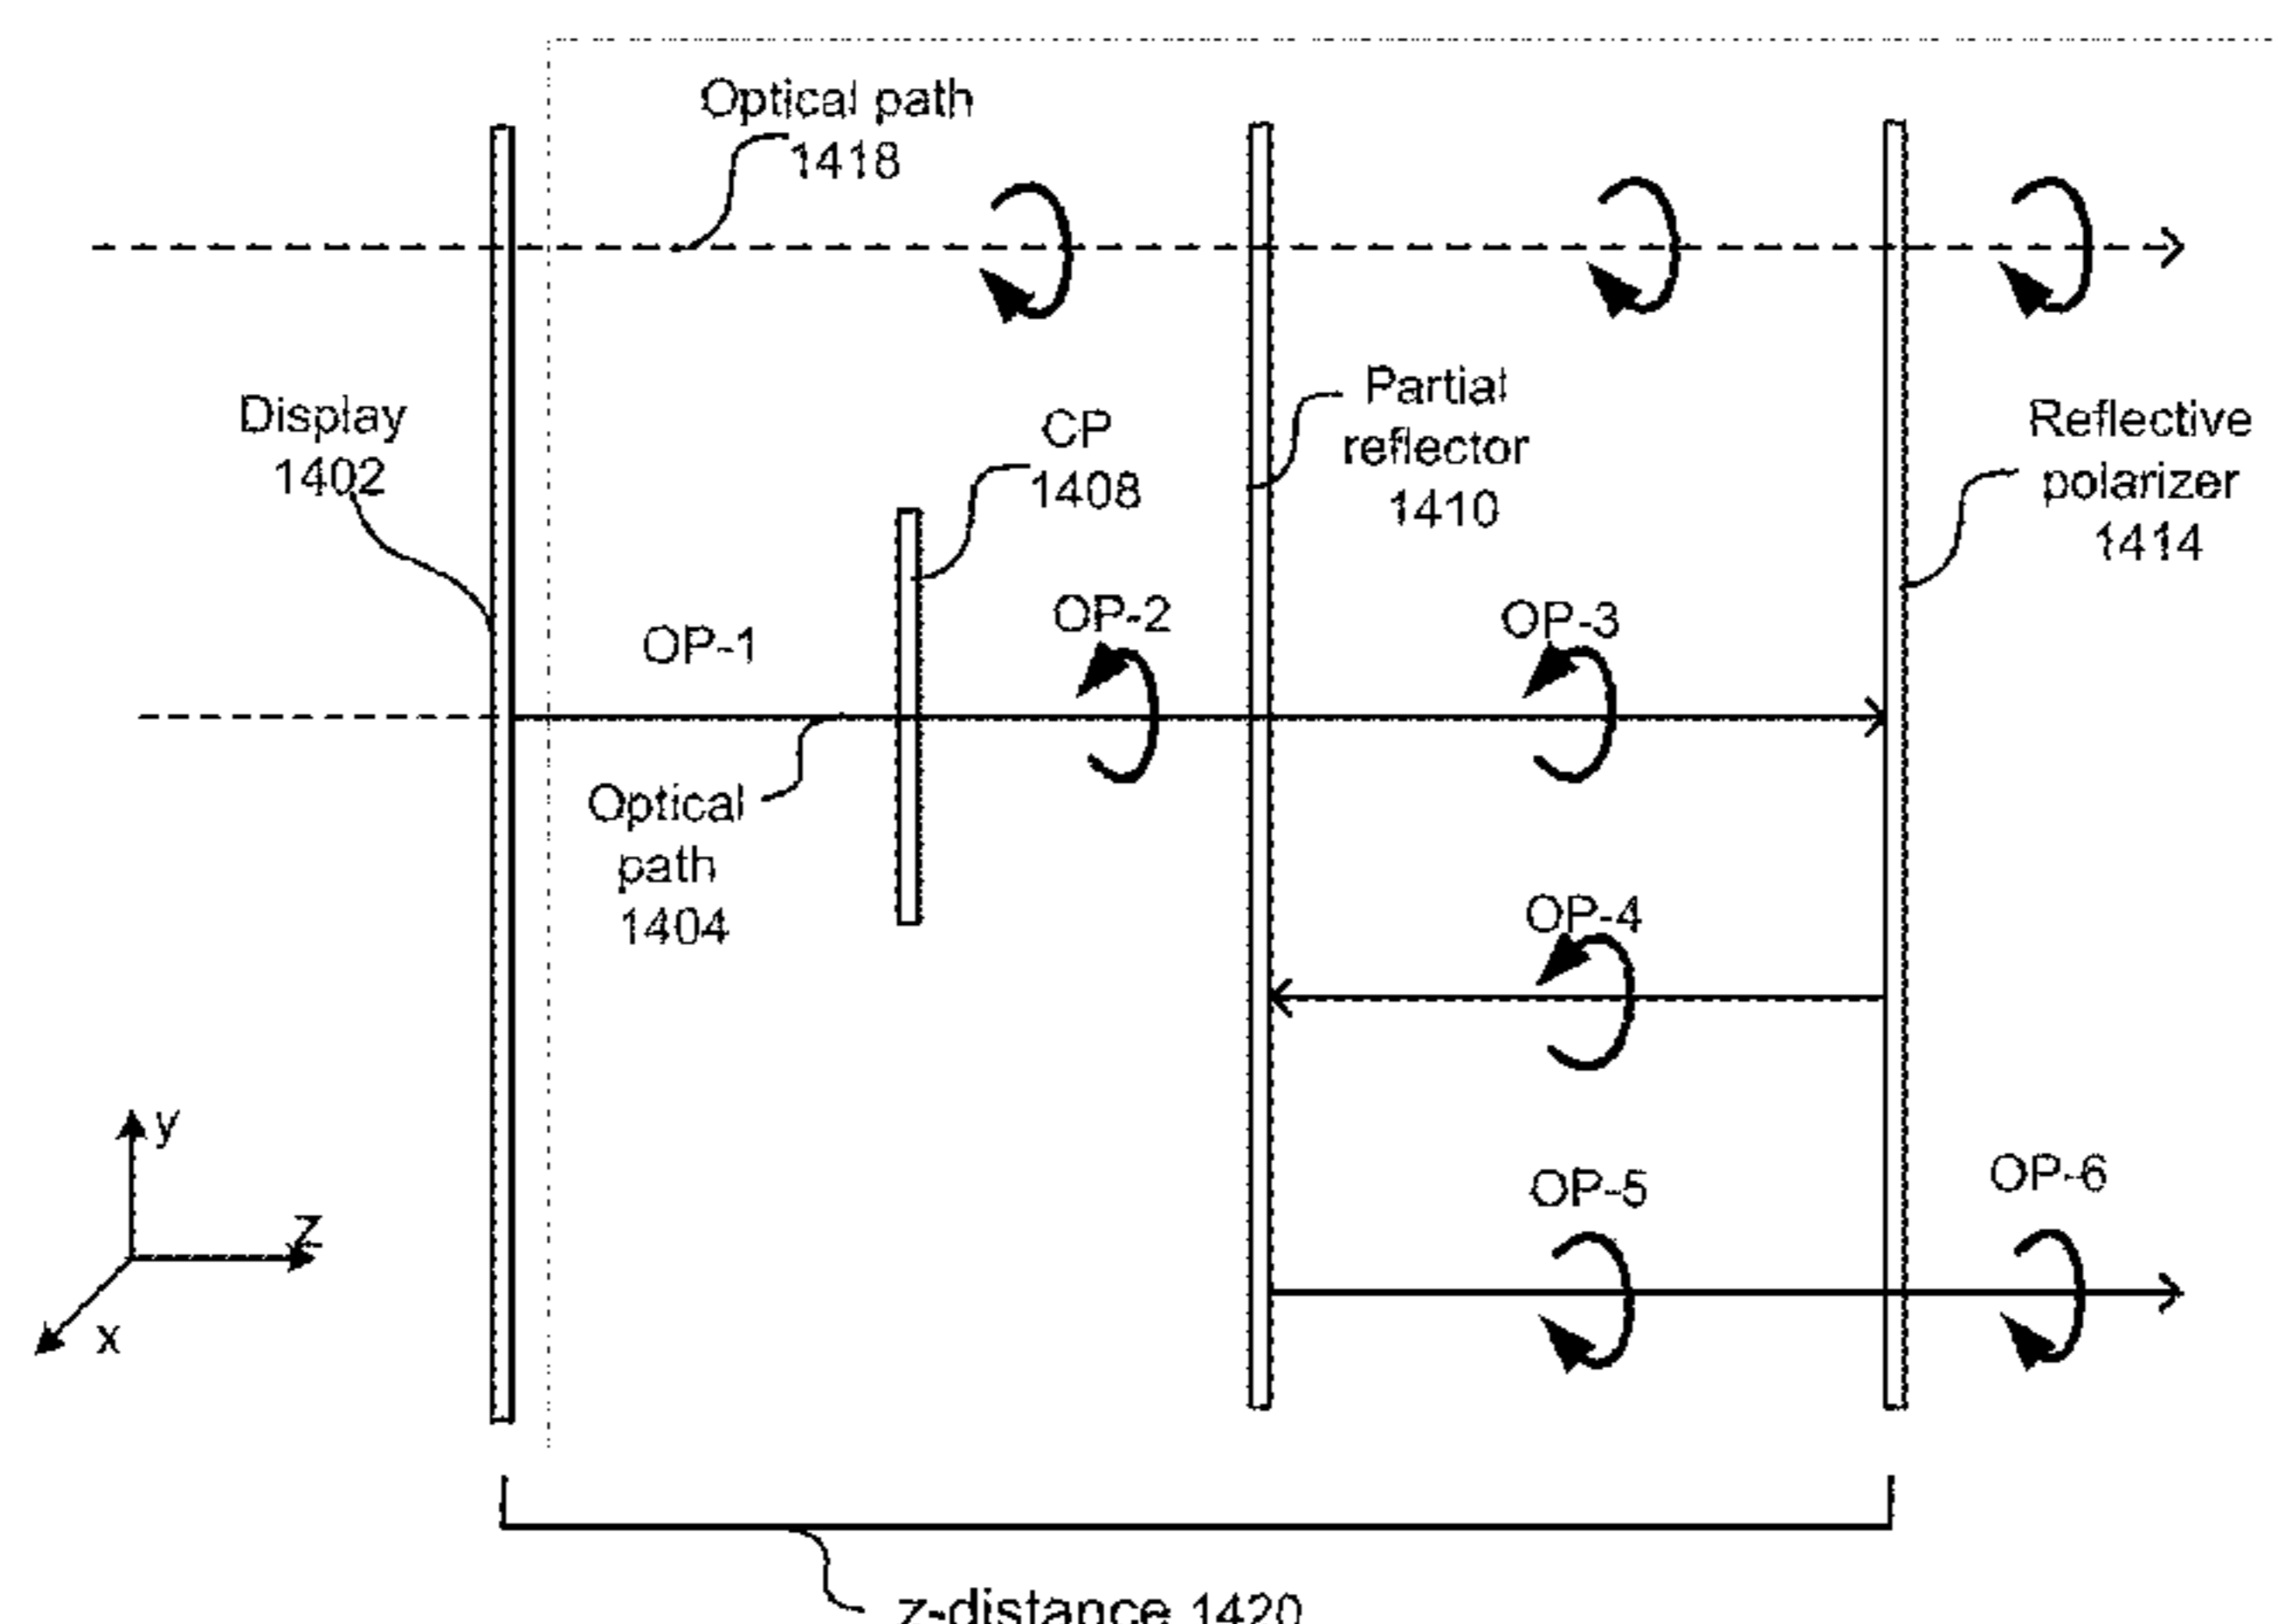 Optical path
1418
Display
1402
CP
1408
Partial
reflector
1410
Reflective
polarizer
1414
OP-1
OP-2
OP-3
Optical
path
1404
OP-4
OP-5
OP-6
y
z
x
z-distance 1420